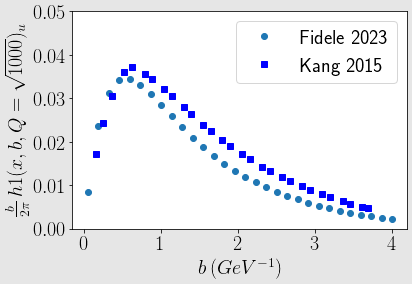 0.05
0.04
0.03
0.02
0.01
0.00
b/2π h1(x, b, Q = √1000)_u
Fidele 2023
Kang 2015
0 1 2 3 4
b (GeV⁻¹)